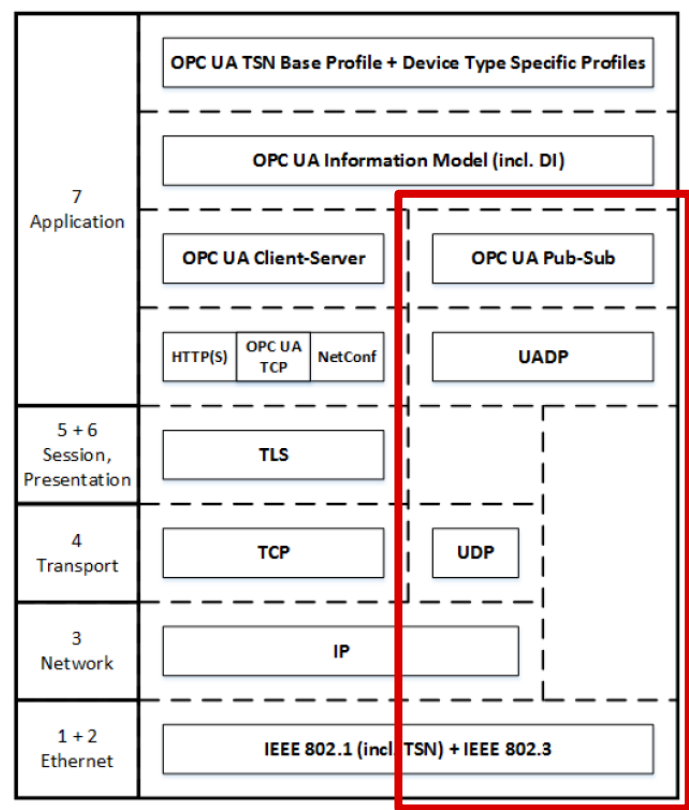 OPC UA TSN Base Profile + Device Type Specific Profiles
OPC UA Information Model (incl. DI)
7
Application
OPC UA Client-Server
OPC UA Pub-Sub
HTTP(S)
OPC UA
TCP
NetConf
UADP
5 + 6
Session,
Presentation
TLS
4
Transport
TCP
UDP
3
Network
IP
1 + 2
Ethernet
IEEE 802.1 (incl. TSN) + IEEE 802.3